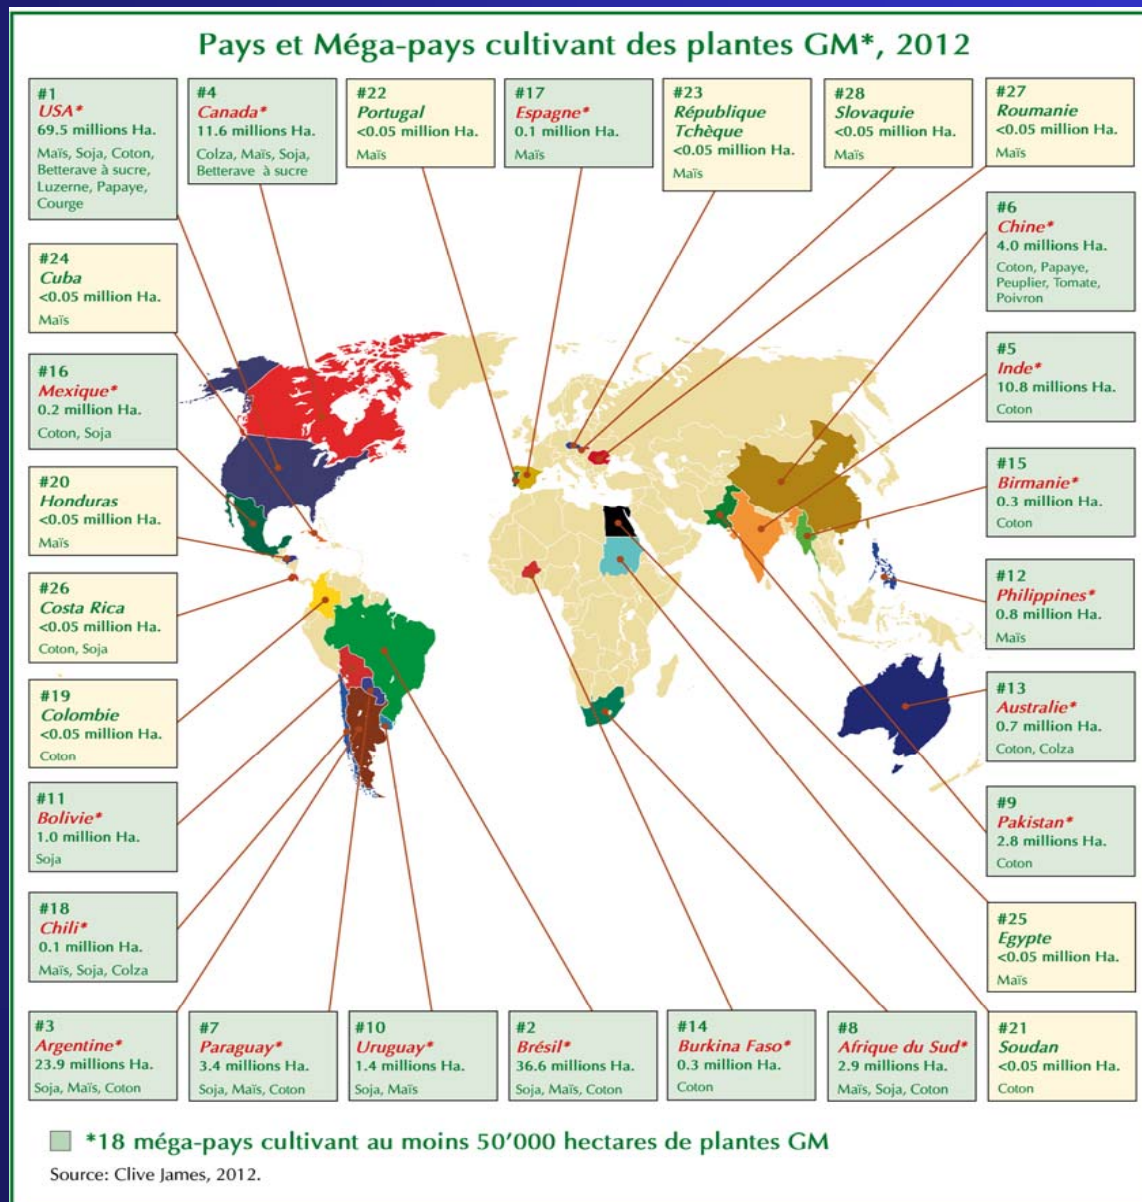 Pays et Méga-pays cultivant des plantes GM*, 2012
#1
USA*
69.5 millions Ha.
Maïs, Soja, Coton,
Betterave à sucre,
Luzerne, Papaye,
Courge
#4
Canada*
11.6 millions Ha.
Colza, Maïs, Soja,
Betterave à sucre
#22
Portugal
<0.05 million Ha.
Maïs
#17
Espagne*
0.1 million Ha.
Maïs
#23
République
Tchèque
<0.05 million Ha.
Maïs
#28
Slovaquie
<0.05 million Ha.
Maïs
#27
Roumanie
<0.05 million Ha.
Maïs
#24
Cuba
<0.05 million Ha.
Maïs
#16
Mexique*
0.2 million Ha.
Coton, Soja
#20
Honduras
<0.05 million Ha.
Maïs
#26
Costa Rica
<0.05 million Ha.
Coton, Soja
#19
Colombie
<0.05 million Ha.
Coton
#11
Bolivie*
1.0 million Ha.
Soja
#18
Chili*
0.1 million Ha.
Maïs, Soja, Colza
#6
Chine*
4.0 millions Ha.
Coton, Papaye,
Peuplier, Tomate,
Poivron
#5
Inde*
10.8 millions Ha.
Coton
#15
Birmanie*
0.3 million Ha.
Coton
#12
Philippines*
0.8 million Ha.
Maïs
#13
Australie*
0.7 million Ha.
Coton, Colza
#9
Pakistan*
2.8 millions Ha.
Coton
#25
Egypte
<0.05 million Ha.
Maïs
#3
Argentine*
23.9 millions Ha.
Soja, Maïs, Coton
#7
Paraguay*
3.4 millions Ha.
Soja, Maïs, Coton
#10
Uruguay*
1.4 millions Ha.
Soja, Maïs
#2
Brésil*
36.6 millions Ha.
Soja, Maïs, Coton
#14
Burkina Faso*
0.3 million Ha.
Coton
#8
Afrique du Sud*
2.9 millions Ha.
Maïs, Soja, Coton
#21
Soudan
<0.05 million Ha.
Coton
*18 méga-pays cultivant au moins 50'000 hectares de plantes GM
Source: Clive James, 2012.